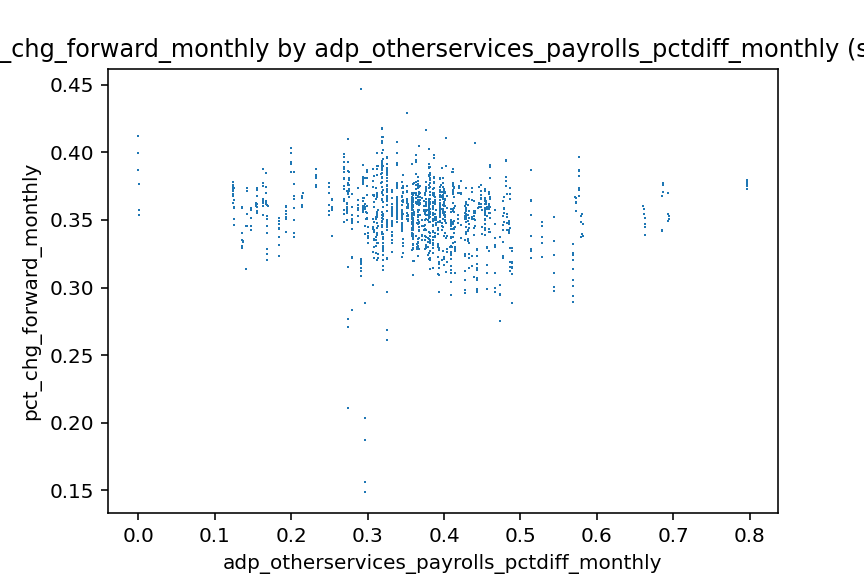 _chg_forward_monthly by adp_otherservices_payrolls_pctdiff_monthly (s
pct_chg_forward_monthly
0.45
0.40
0.35
0.30
0.25
0.20
0.15
0.0 0.1 0.2 0.3 0.4 0.5 0.6 0.7 0.8
adp_otherservices_payrolls_pctdiff_monthly